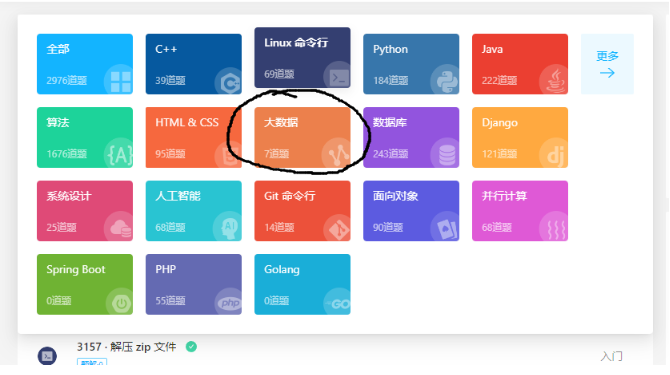 全部
2976道题
C++
39道题
Linux 命令行
69道题
Python
184道题
Java
222道题
更多
算法
1676道题
{A}
HTML & CSS
95道题
大数据
7道题
数据库
243道题
Django
121道题
dj
系统设计
25道题
人工智能
68道题
AI
Git 命令行
14道题
面向对象
90道题
并行计算
68道题
Spring Boot
0道题
PHP
55道题
php
Golang
0道题
GO
3157 · 解压 zip 文件
入门